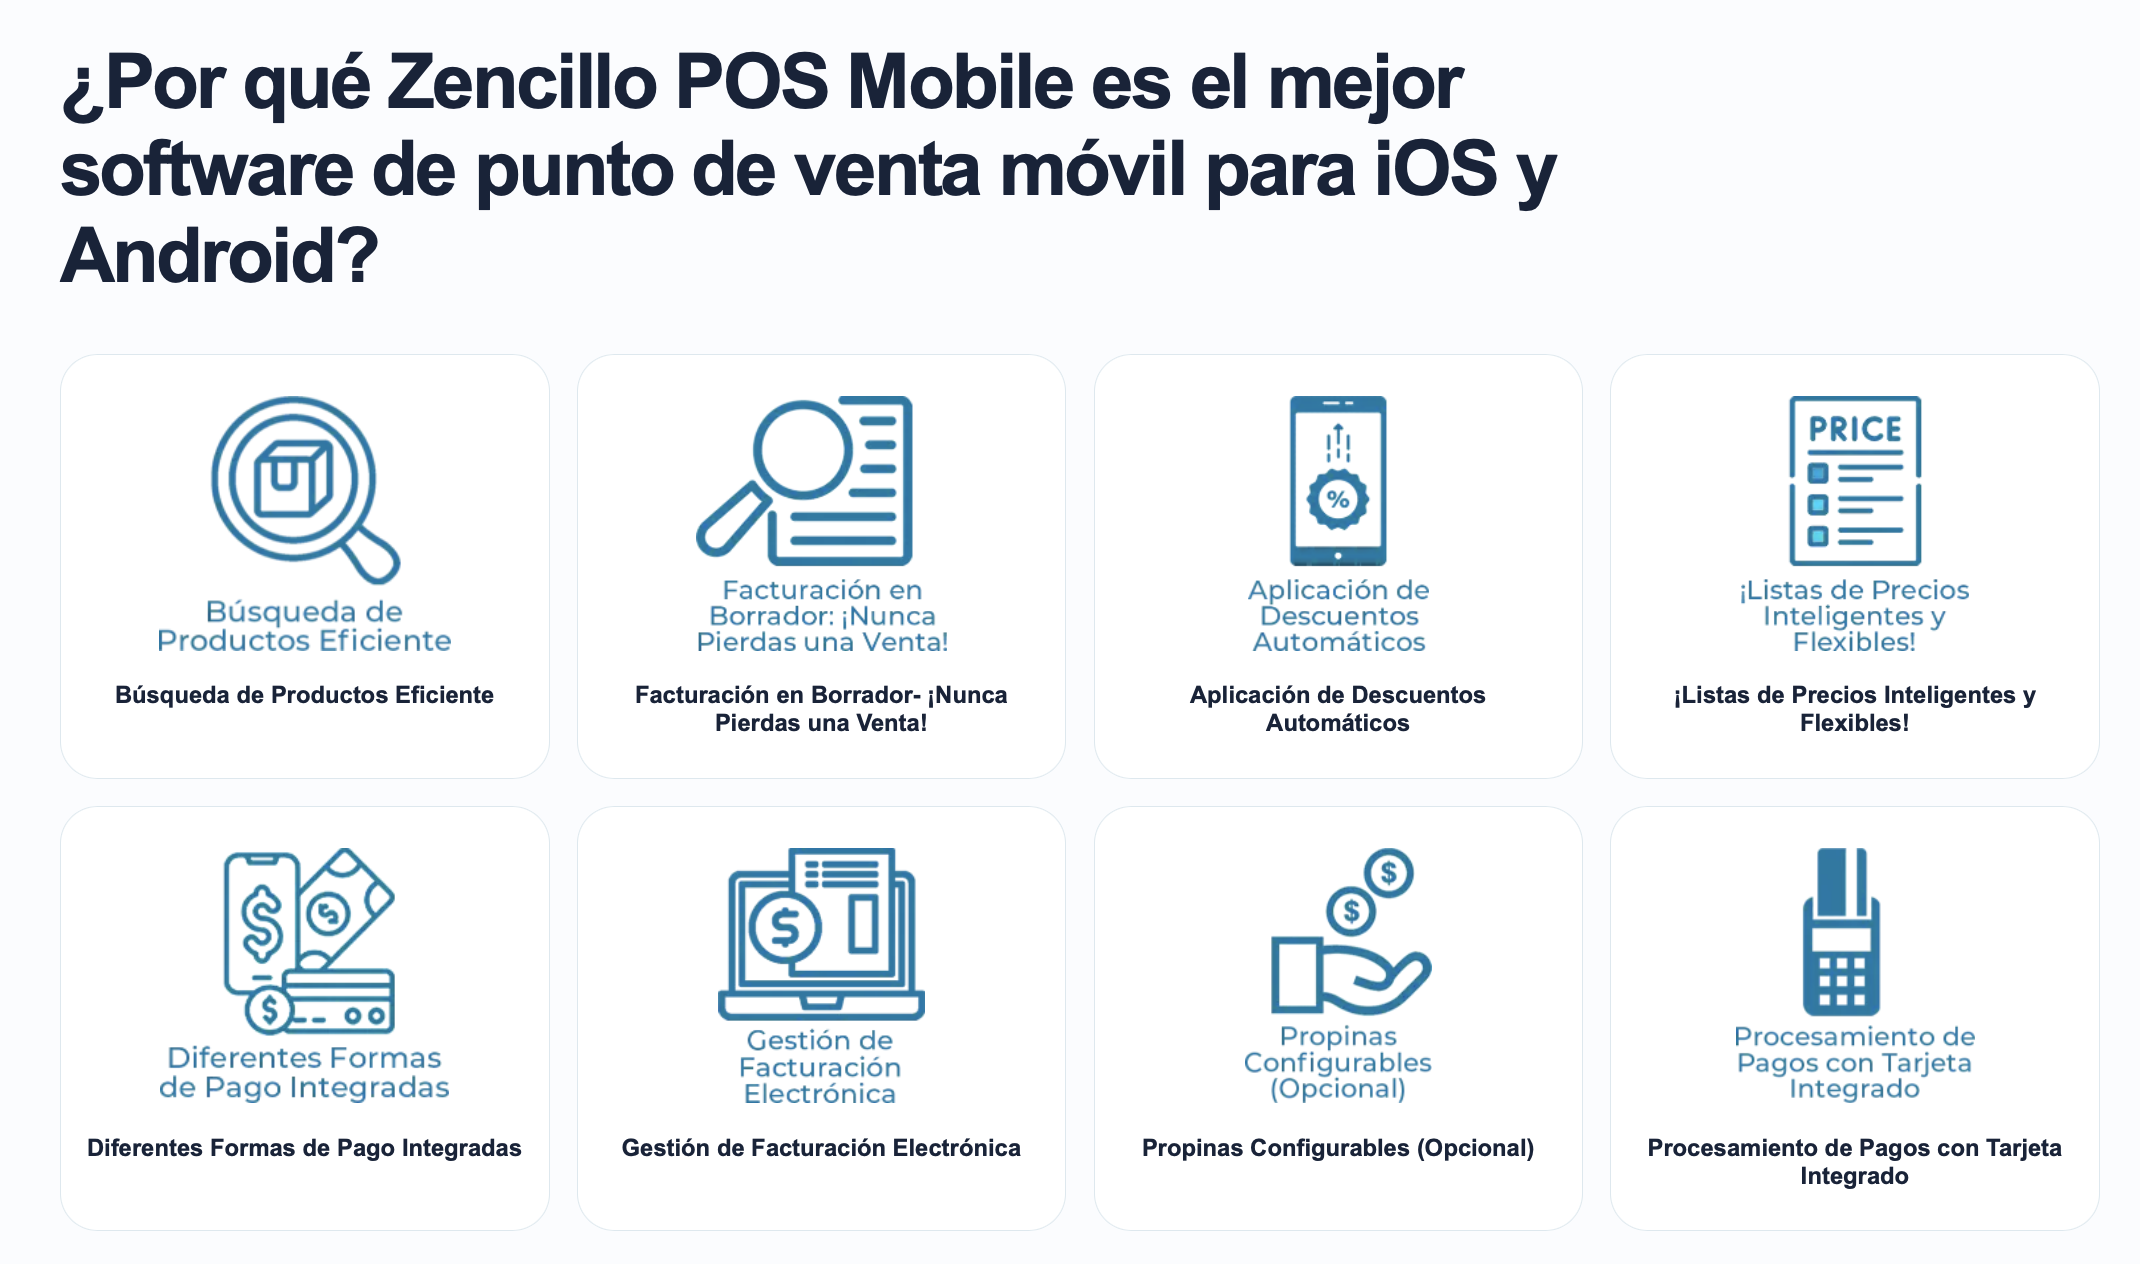 ¿Por qué Zencillo POS Mobile es el mejor
software de punto de venta móvil para iOS y
Android?
Búsqueda de
Productos Eficiente
Búsqueda de Productos Eficiente
Facturación en
Borrador: ¡Nunca
Pierdas una Venta!
Facturación en Borrador- ¡Nunca
Pierdas una Venta!
%
Aplicación de
Descuentos
Automáticos
Aplicación de Descuentos
Automáticos
PRICE
¡Listas de Precios
Inteligentes y
Flexibles!
¡Listas de Precios Inteligentes y
Flexibles!
$
$
$
Diferentes Formas
de Pago Integradas
Diferentes Formas de Pago Integradas
$
Gestión de
Facturación
Electrónica
Gestión de Facturación Electrónica
$
$
Propinas
Configurables
(Opcional)
Propinas Configurables (Opcional)
Procesamiento de
Pagos con Tarjeta
Integrado
Procesamiento de Pagos con Tarjeta
Integrado